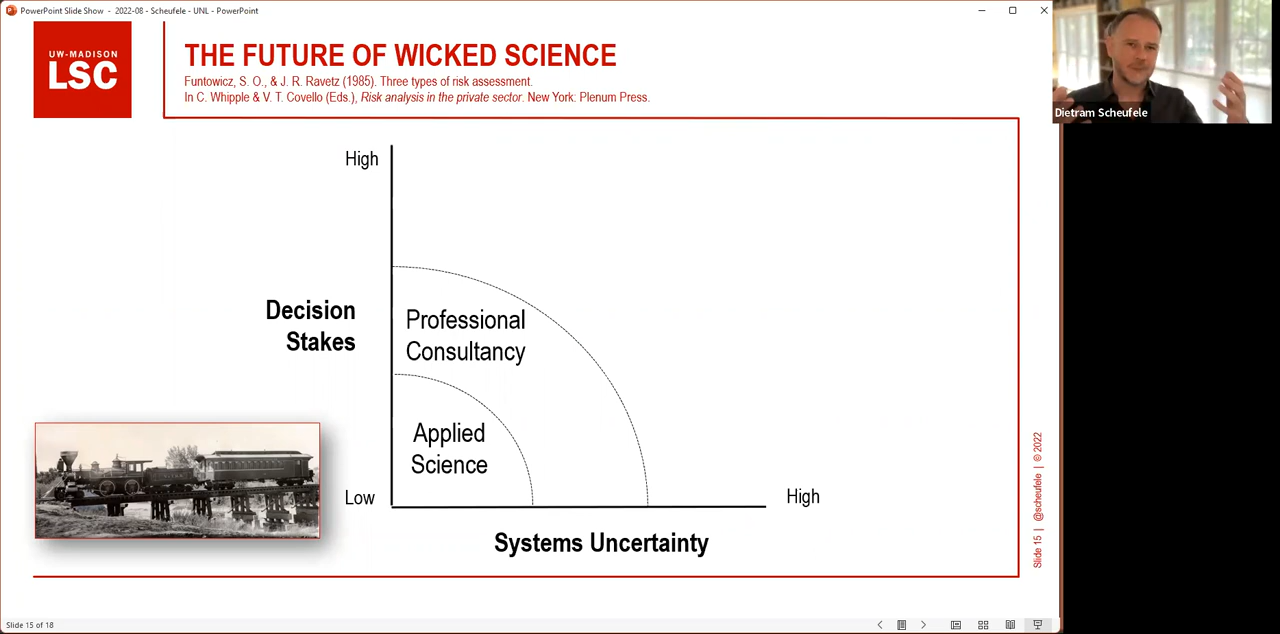 PowerPoint Slide Show - 2022-08 - Scheufele - UNL - PowerPoint
UW-MADISON
LSC
THE FUTURE OF WICKED SCIENCE
Funtowicz, S. O., & J. R. Ravetz (1985). Three types of risk assessment.
In C. Whipple & V. T. Covello (Eds.), Risk analysis in the private sector. New York: Plenum Press.
Dietram Scheufele
High
Decision
Stakes
Professional
Consultancy
Applied
Science
Low
High
Systems Uncertainty
Slide 15 | @scheufele | © 2022
Slide 15 of 18